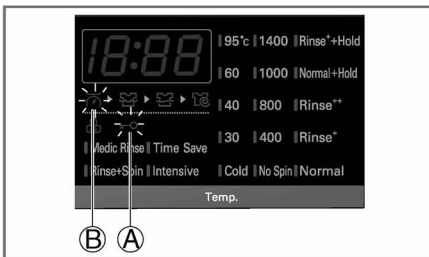 18:88
95°c 1400 Rinse⁺+Hold
60 1000 Normal+Hold
40 800 Rinse⁺⁺
30 400 Rinse⁺
Medic Rinse Time Save
Rinse+Spin Intensive Cold No Spin Normal
Temp.
B A